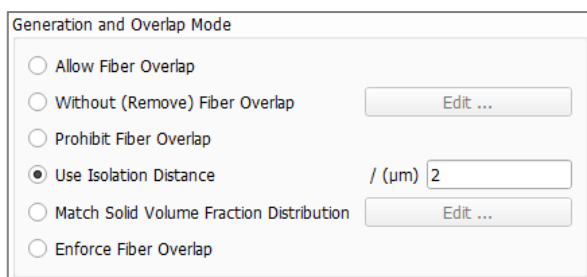 Generation and Overlap Mode
Allow Fiber Overlap
Without (Remove) Fiber Overlap Edit ...
Prohibit Fiber Overlap
Use Isolation Distance / (µm) 2
Match Solid Volume Fraction Distribution Edit ...
Enforce Fiber Overlap